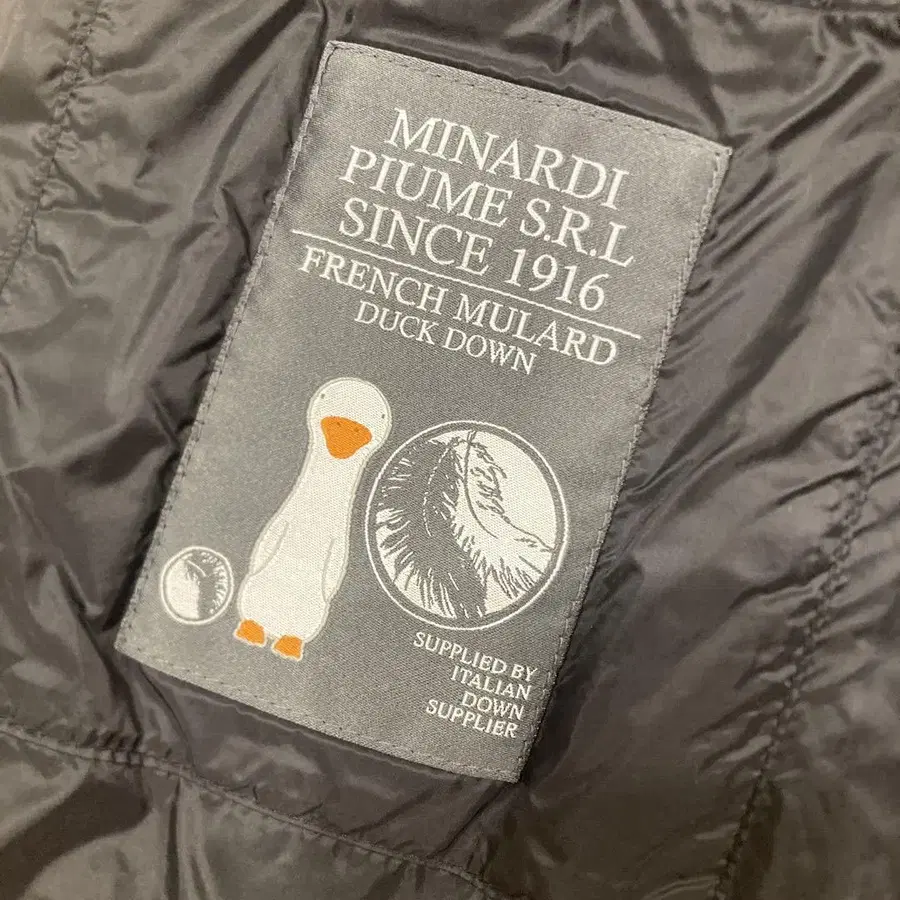 MINARDI
PIUME S.R.L
SINCE 1916
FRENCH MULARD
DUCK DOWN
SUPPLIED BY
ITALIAN
DOWN
SUPPLIER